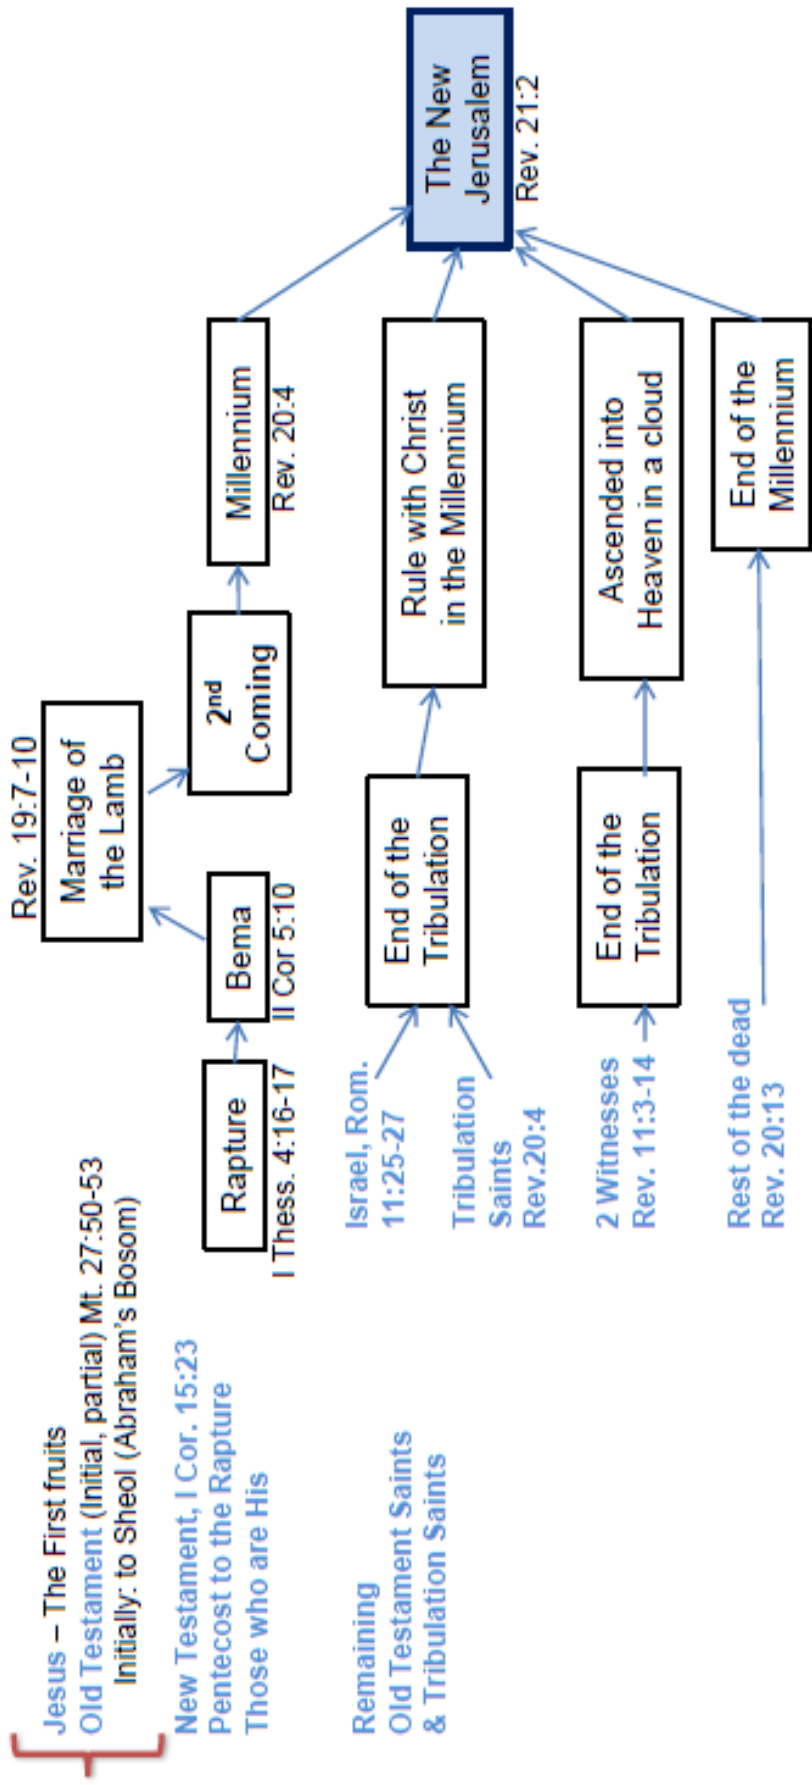 Jesus – The First fruits
Old Testament (Initial, partial) Mt. 27:50-53
Initially: to Sheol (Abraham's Bosom)
New Testament, I Cor. 15:23
Pentecost to the Rapture
Those who are His
Rapture
I Thess. 4:16-17
Bema
II Cor 5:10
Rev. 19:7-10
Marriage of
the Lamb
2nd
Coming
Millennium
Rev. 20:4
Remaining
Old Testament Saints
& Tribulation Saints
Israel, Rom.
11:25-27
Tribulation
Saints
Rev.20:4
End of the
Tribulation
Rule with Christ
in the Millennium
2 Witnesses
Rev. 11:3-14
End of the
Tribulation
Ascended into
Heaven in a cloud
Rest of the dead
Rev. 20:13
End of the
Millennium
The New
Jerusalem
Rev. 21:2